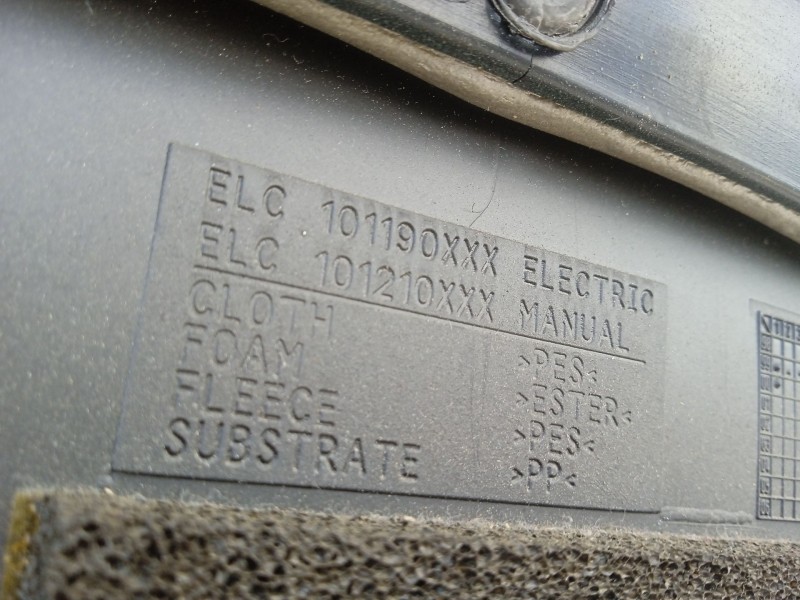 ELC 101190XXX ELECTRIC
ELC 101210XXX MANUAL
CLOTH >PES<
FOAM >ESTER<
FLEECE >PES<
SUBSTRATE >PP<